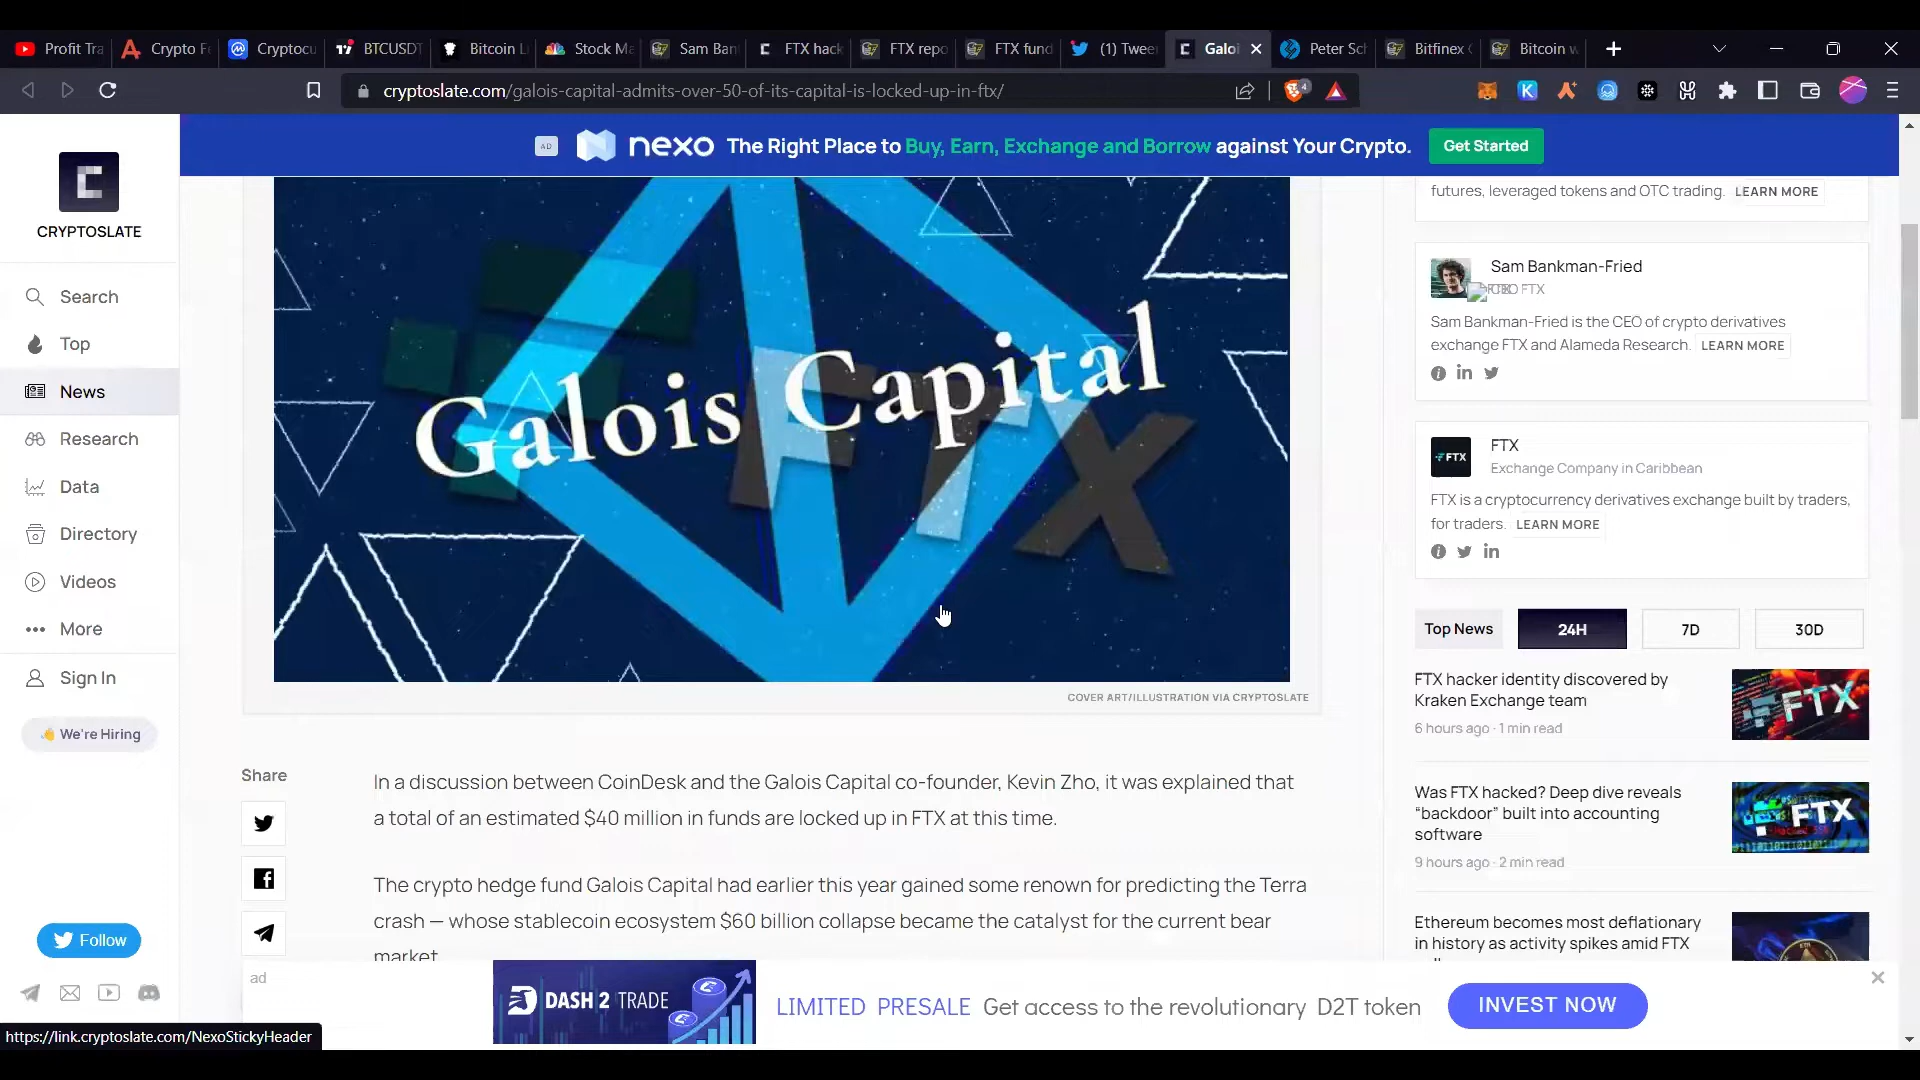 Profit Tra
Crypto F
Cryptocu
BTCUSDT
Bitcoin L
Stock Ma
Sam Ban
FTX hack
FTX repo
FTX fund
(1) Twee
Galoi
Peter Sch
Bitfinex
Bitcoin w
cryptoslate.com/galois-capital-admits-over-50-of-its-capital-is-locked-up-in-ftx/
4
CRYPTOSLATE
Search
Top
News
Research
Data
Directory
Videos
More
Sign In
We're Hiring
Follow
AD
nexo The Right Place to Buy, Earn, Exchange and Borrow against Your Crypto.
Get Started
Galois Capital
FTX
COVER ART/ILLUSTRATION VIA CRYPTOSLATE
Share
In a discussion between CoinDesk and the Galois Capital co-founder, Kevin Zho, it was explained that
a total of an estimated $40 million in funds are locked up in FTX at this time.
The crypto hedge fund Galois Capital had earlier this year gained some renown for predicting the Terra
crash — whose stablecoin ecosystem $60 billion collapse became the catalyst for the current bear
market.
futures, leveraged tokens and OTC trading. LEARN MORE
Sam Bankman-Fried
CEO FTX
Sam Bankman-Fried is the CEO of crypto derivatives
exchange FTX and Alameda Research. LEARN MORE
FTX
FTX
Exchange Company in Caribbean
FTX is a cryptocurrency derivatives exchange built by traders,
for traders. LEARN MORE
Top News
24H
7D
30D
FTX hacker identity discovered by
Kraken Exchange team
6 hours ago · 1 min read
FTX
Was FTX hacked? Deep dive reveals
“backdoor” built into accounting
software
9 hours ago · 2 min read
FTX
Ethereum becomes most deflationary
in history as activity spikes amid FTX
ad
DASH 2 TRADE
LIMITED PRESALE Get access to the revolutionary D2T token
INVEST NOW
https://link.cryptoslate.com/NexoStickyHeader